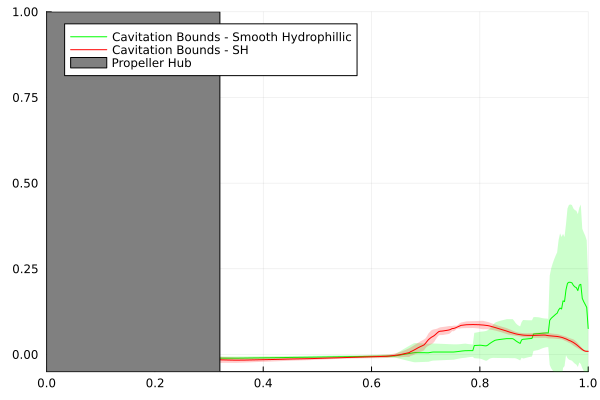 1.00
Cavitation Bounds - Smooth Hydrophillic
Cavitation Bounds - SH
Propeller Hub
0.75
0.50
0.25
0.00
0.0 0.2 0.4 0.6 0.8 1.0